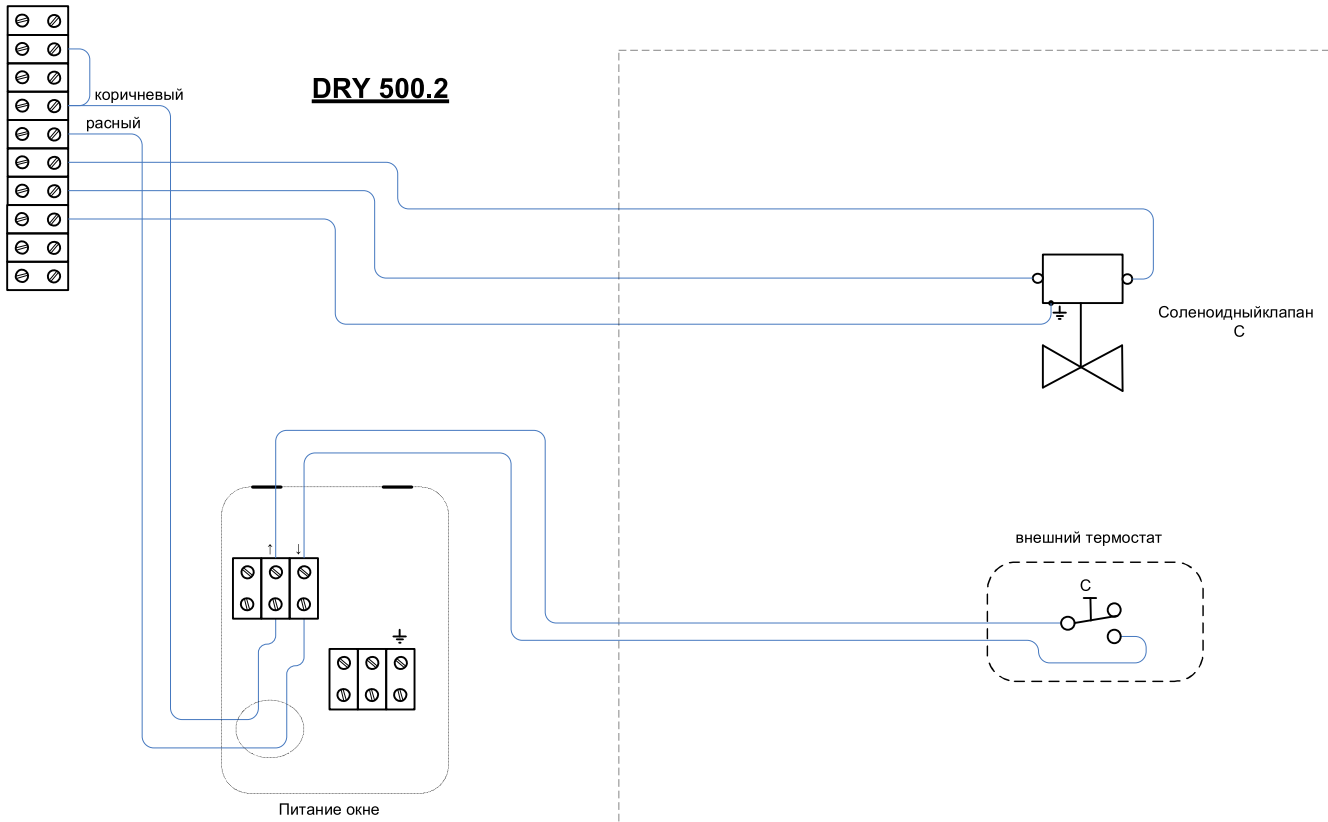 DRY 500.2
коричневый
расный
Соленоидныйклапан
C
внешний термостат
C
↑ ↓
Питание окне